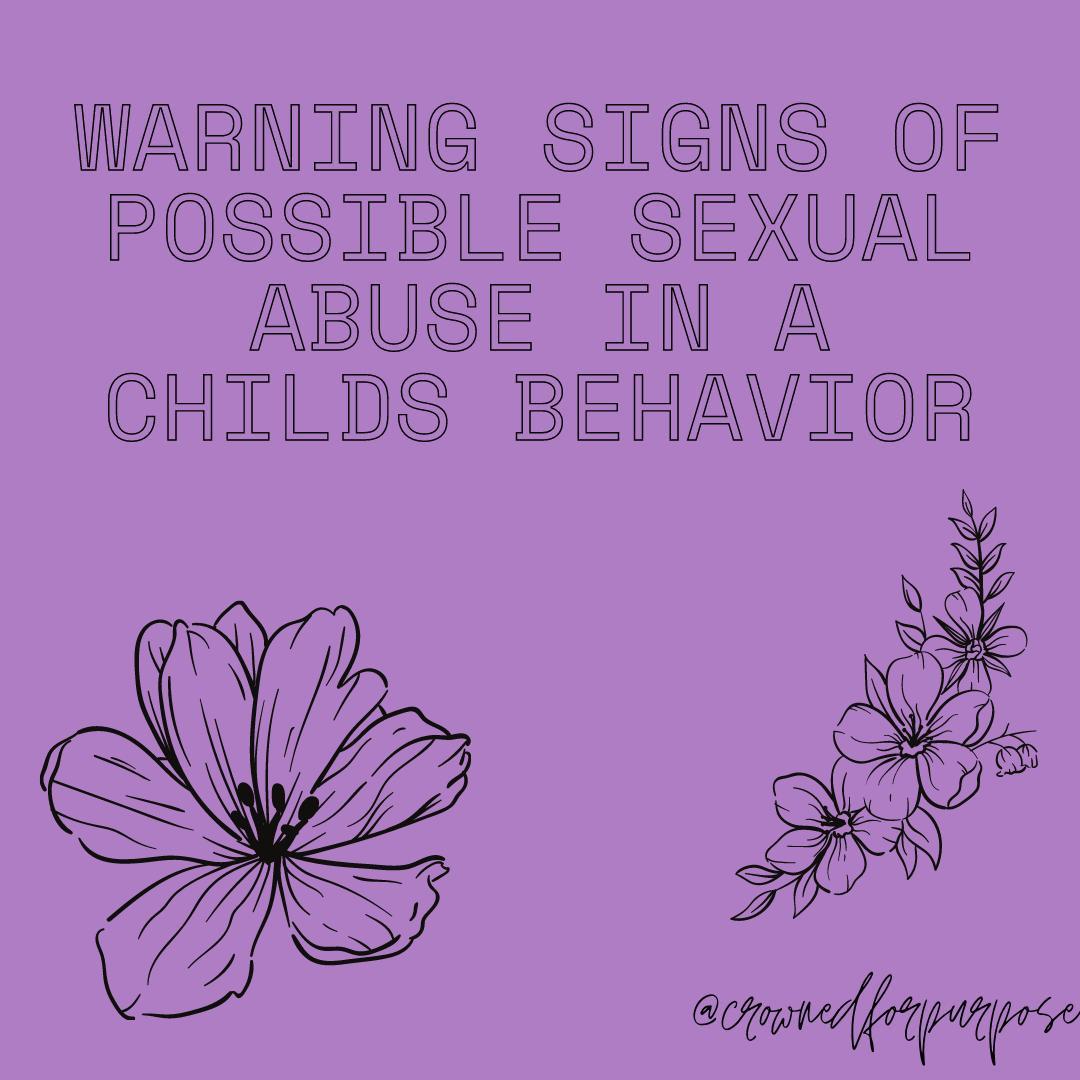 WARNING SIGNS OF
POSSIBLE SEXUAL
ABUSE IN A
CHILDS BEHAVIOR
@crownedforpurpose